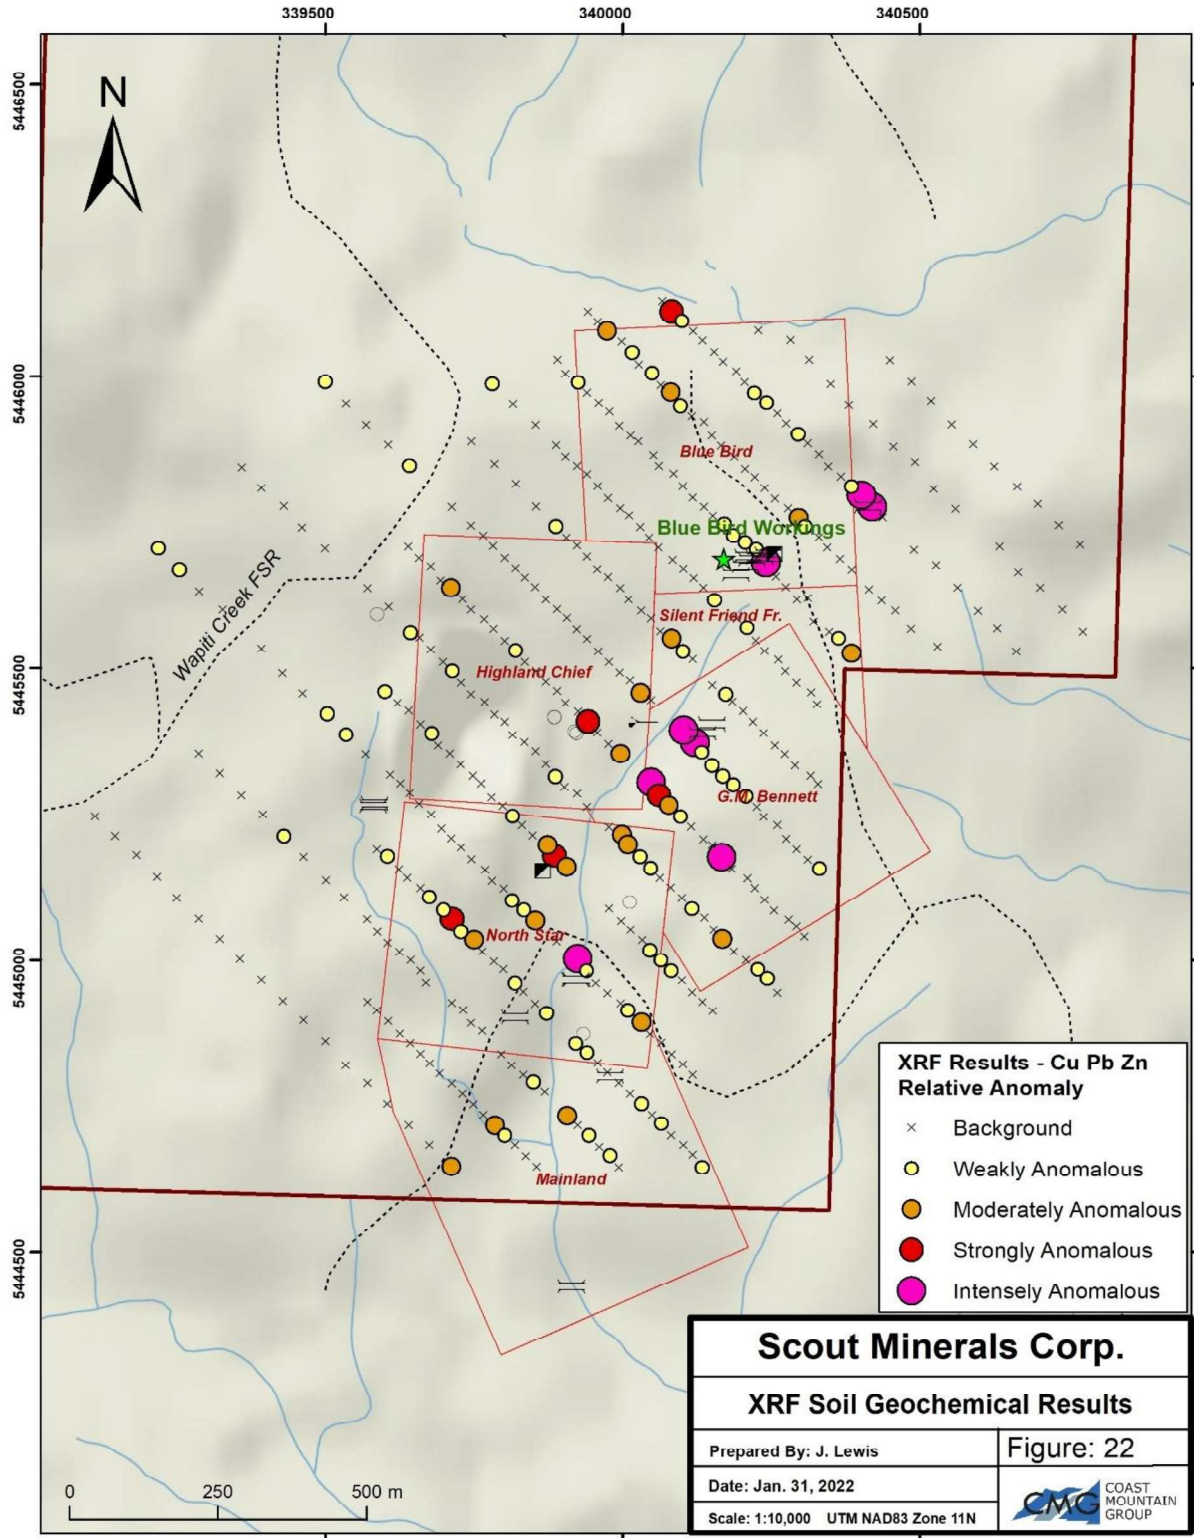 339500 340000 340500
5446500
N
5446000
Blue Bird
Blue Bird Workings
Wapiti Creek FSR
Silent Friend Fr.
5445500
Highland Chief
G.M. Bennett
North Star
5445000
XRF Results - Cu Pb Zn
Relative Anomaly
Background
Weakly Anomalous
Moderately Anomalous
Strongly Anomalous
Intensely Anomalous
Mainland
5444500
Scout Minerals Corp.
XRF Soil Geochemical Results
Prepared By: J. Lewis
Figure: 22
Date: Jan. 31, 2022
Scale: 1:10,000 UTM NAD83 Zone 11N
CMG
COAST
MOUNTAIN
GROUP
0 250 500 m